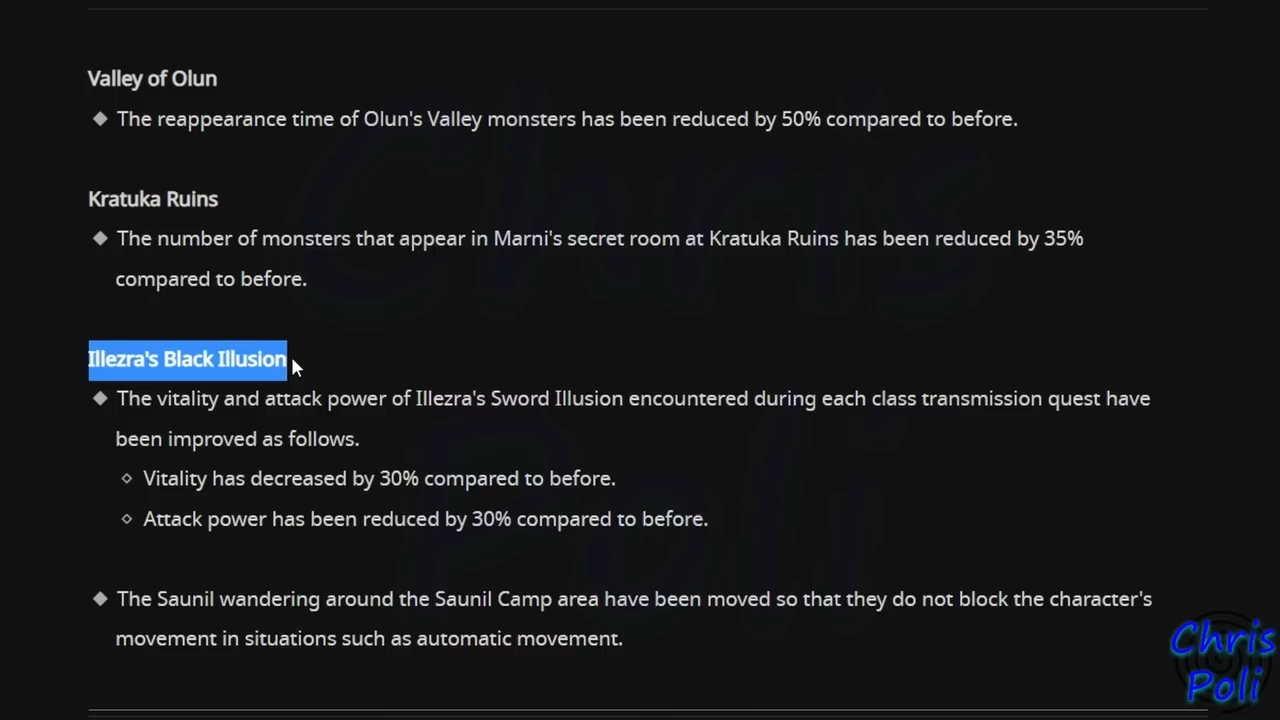 Valley of Olun
◆ The reappearance time of Olun's Valley monsters has been reduced by 50% compared to before.
Kratuka Ruins
◆ The number of monsters that appear in Marni's secret room at Kratuka Ruins has been reduced by 35%
compared to before.
Illezra's Black Illusion
◆ The vitality and attack power of Illezra's Sword Illusion encountered during each class transmission quest have
been improved as follows.
◇ Vitality has decreased by 30% compared to before.
◇ Attack power has been reduced by 30% compared to before.
◆ The Saunil wandering around the Saunil Camp area have been moved so that they do not block the character's
movement in situations such as automatic movement.
Chris
Poli